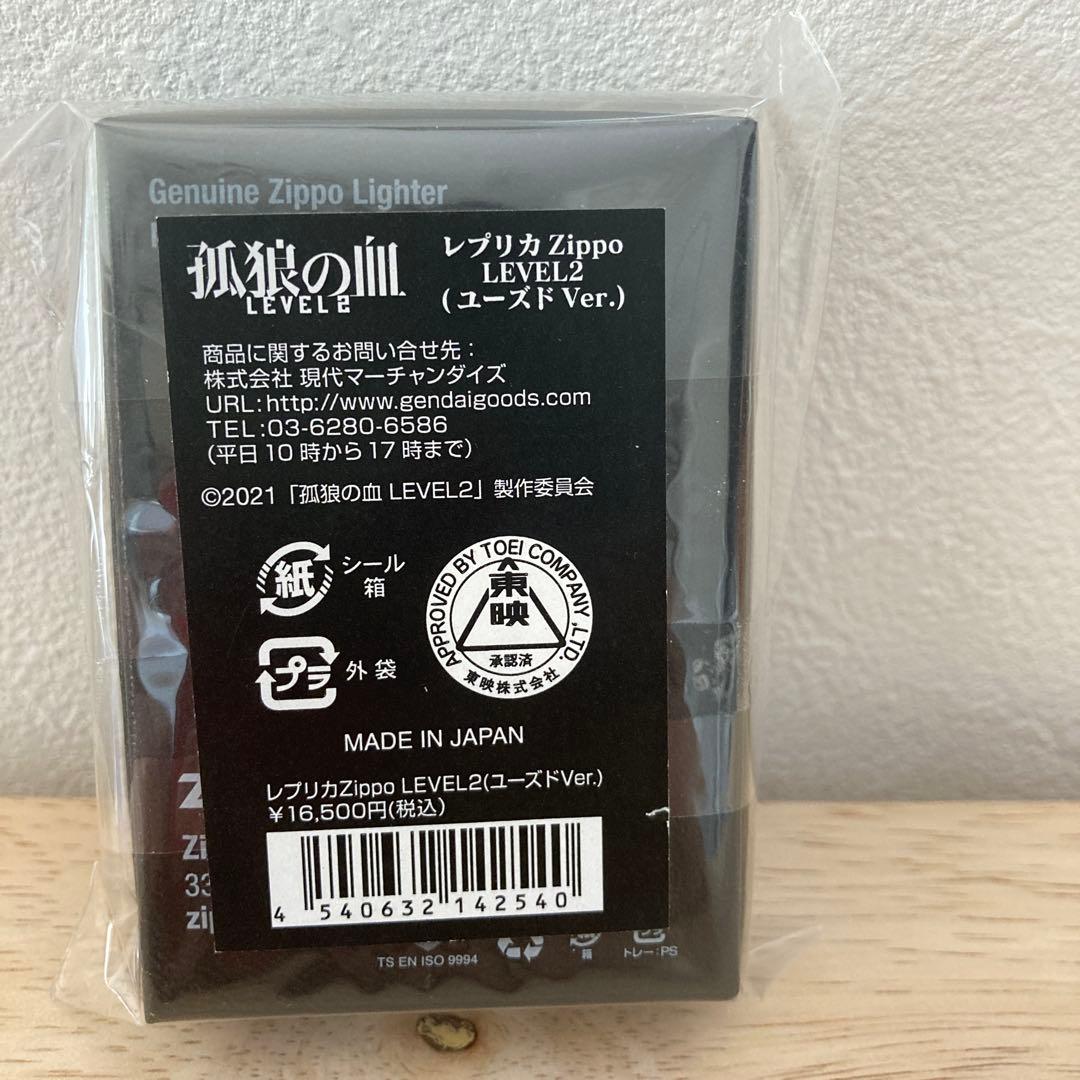 Genuine Zippo Lighter
孤狼の血
LEVEL2
レプリカ Zippo
LEVEL2
(ユーズド Ver.)
商品に関するお問い合せ先：
株式会社 現代マーチャンダイズ
URL:http://www.gendaigoods.com
TEL:03-6280-6586
(平日10時から17時まで)
©2021「孤狼の血 LEVEL2」製作委員会
紙
シール
箱
プラ
外袋
APPROVED BY TOEI COMPANY, LTD.
東映
承認済
東映株式会社
MADE IN JAPAN
レプリカZippo LEVEL2(ユーズドVer.)
¥16,500円(税込)
4 540632 142540
Zi
33
zip
TS EN ISO 9994
箱
トレー:PS